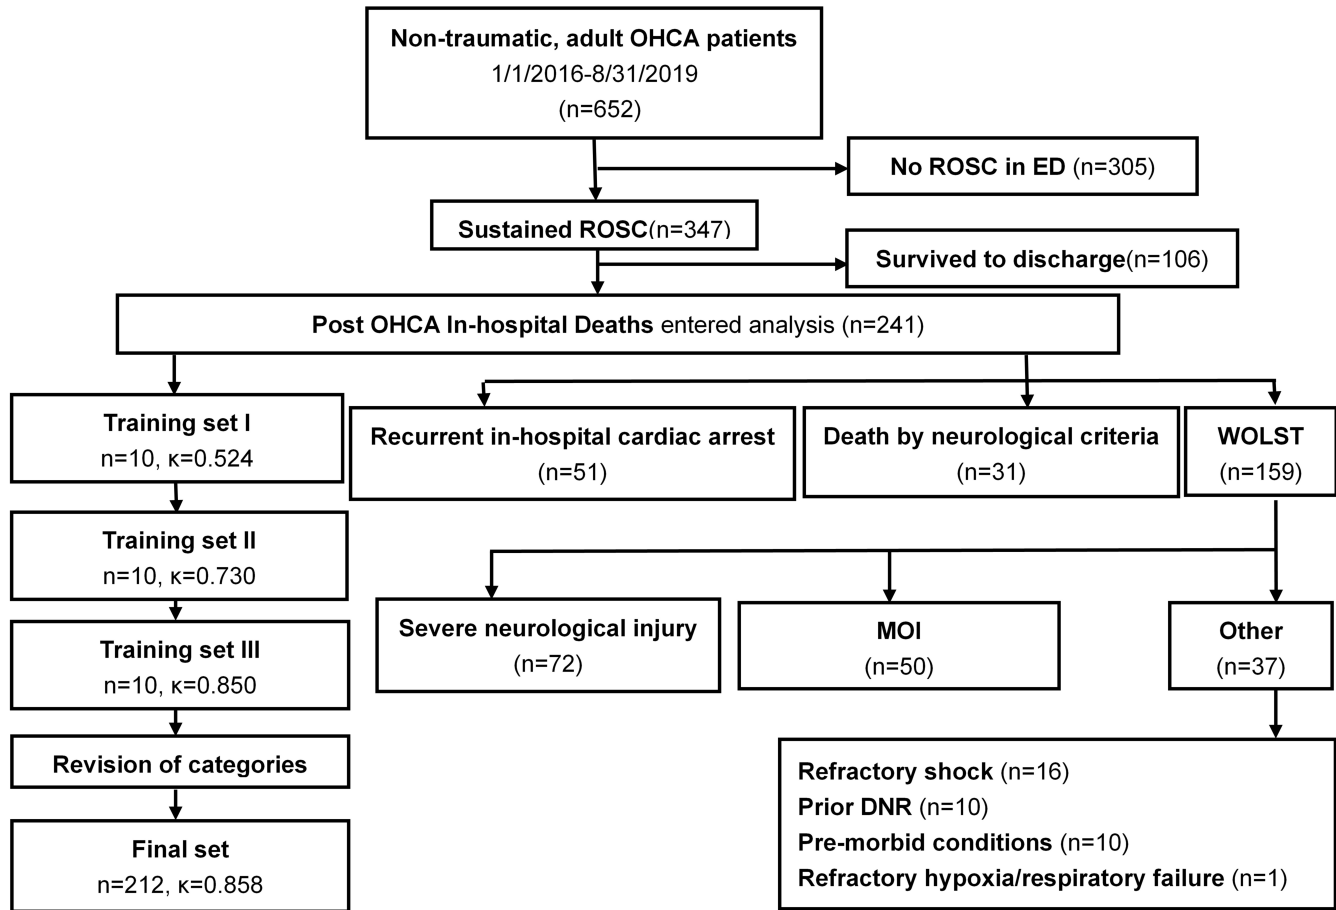 Non-traumatic, adult OHCA patients
1/1/2016-8/31/2019
(n=652)
No ROSC in ED (n=305)
Sustained ROSC(n=347)
Survived to discharge(n=106)
Post OHCA In-hospital Deaths entered analysis (n=241)
Training set I
n=10, κ=0.524
Recurrent in-hospital cardiac arrest
(n=51)
Death by neurological criteria
(n=31)
WOLST
(n=159)
Training set II
n=10, κ=0.730
Training set III
n=10, κ=0.850
Severe neurological injury
(n=72)
MOI
(n=50)
Other
(n=37)
Revision of categories
Final set
n=212, κ=0.858
Refractory shock (n=16)
Prior DNR (n=10)
Pre-morbid conditions (n=10)
Refractory hypoxia/respiratory failure (n=1)